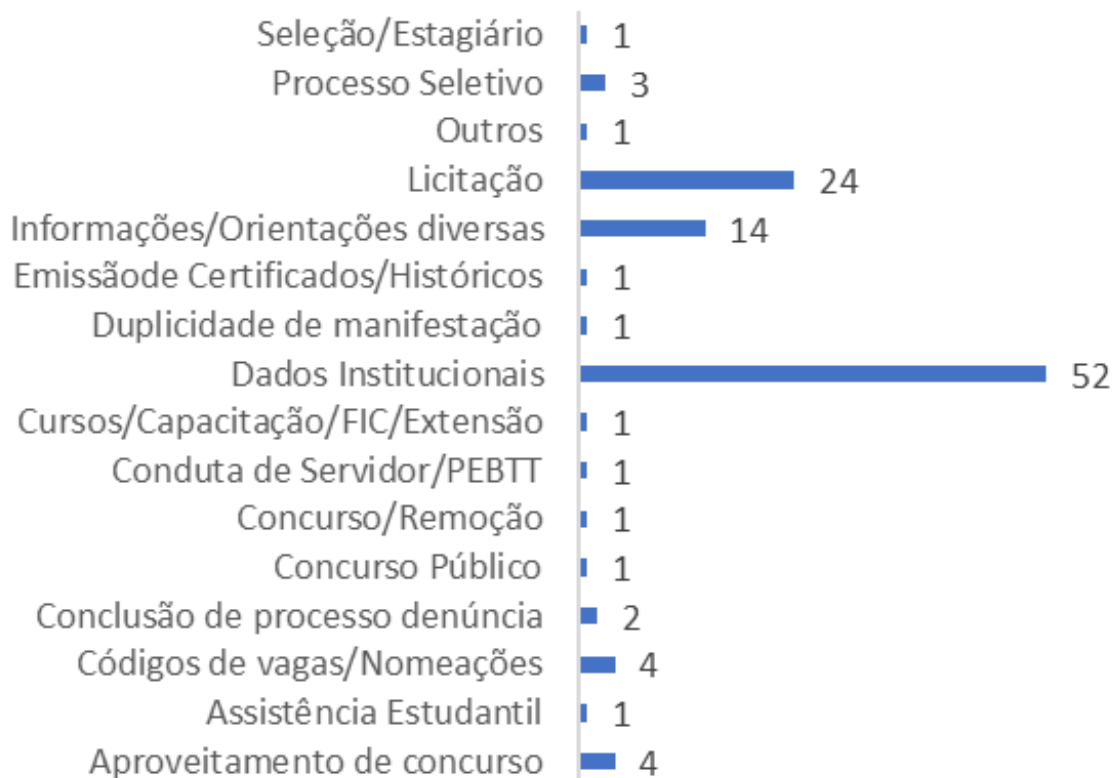 Seleção/Estagiário 1
Processo Seletivo 3
Outros 1
Licitação 24
Informações/Orientações diversas 14
Emissãode Certificados/Históricos 1
Duplicidade de manifestação 1
Dados Institucionais 52
Cursos/Capacitação/FIC/Extensão 1
Conduta de Servidor/PEBTT 1
Concurso/Remoção 1
Concurso Público 1
Conclusão de processo denúncia 2
Códigos de vagas/Nomeações 4
Assistência Estudantil 1
Aproveitamento de concurso 4